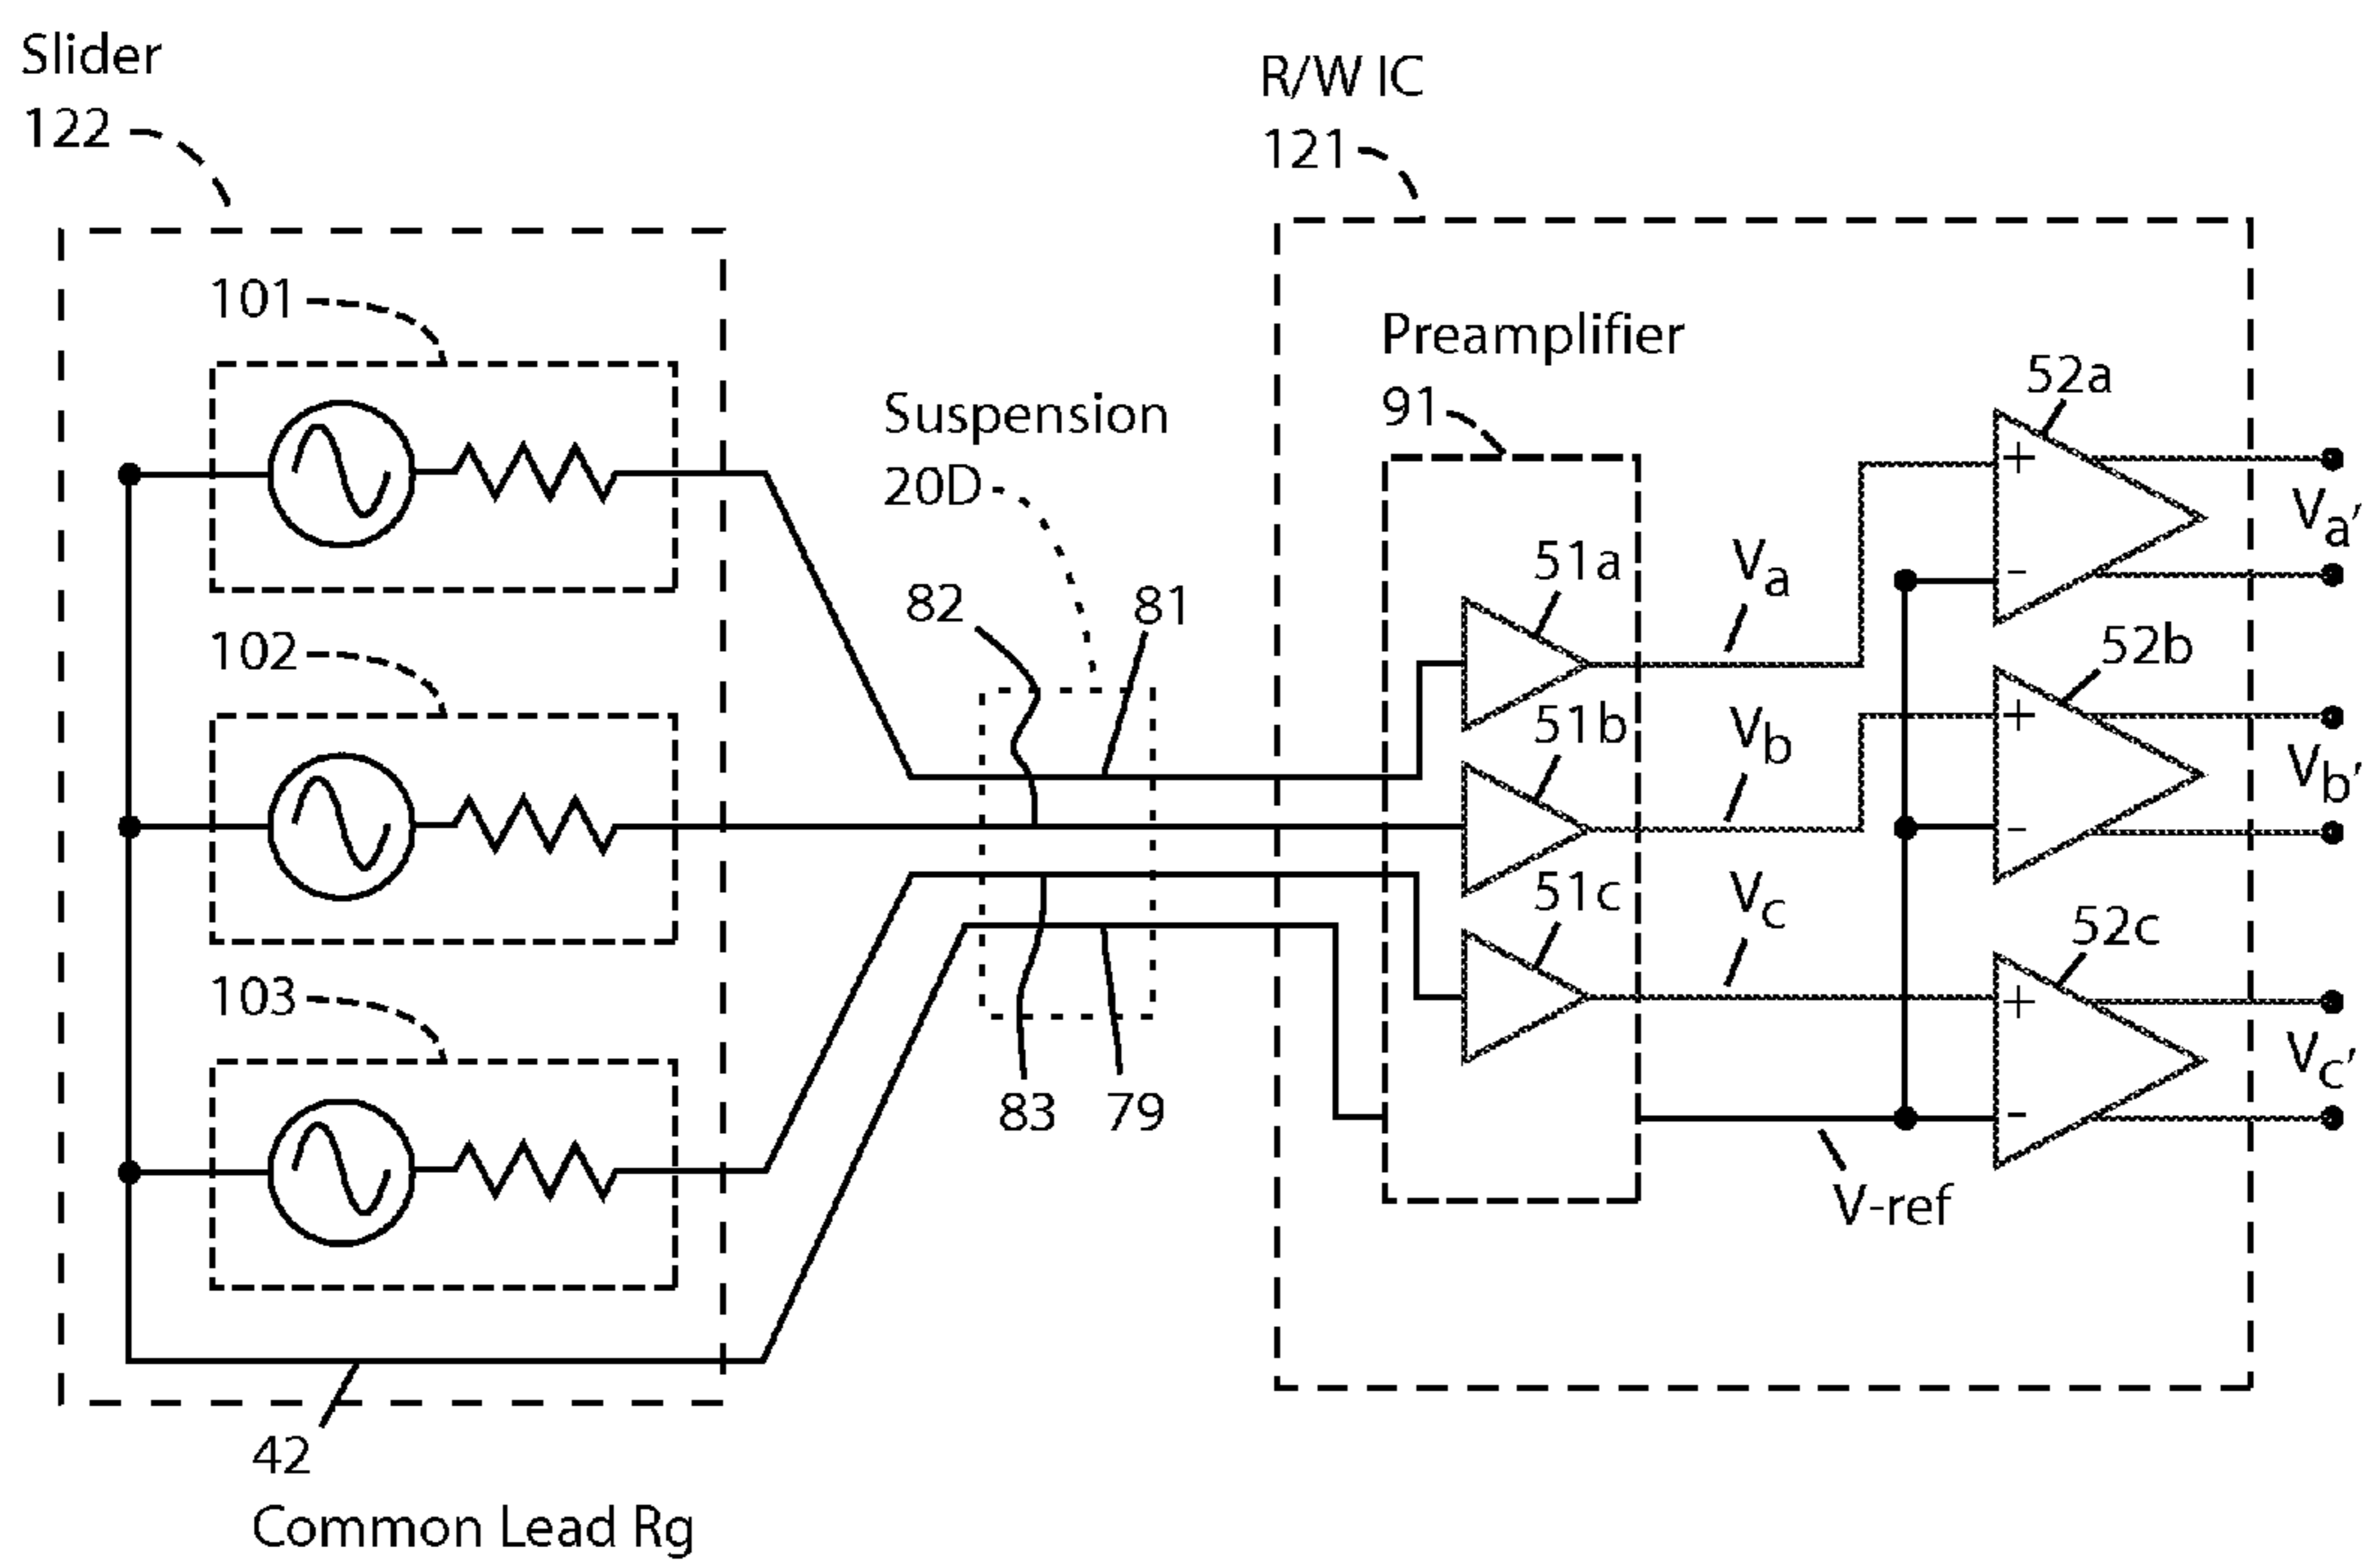 Slider
122
R/W IC
121
101
Preamplifier
91
52a
Suspension
20D
+
Va'
51a
Va
-
82
81
102
52b
51b
Vb
+
Vb'
-
51c
Vc
52c
103
+
Vc'
83
79
-
V-ref
42
Common Lead Rg